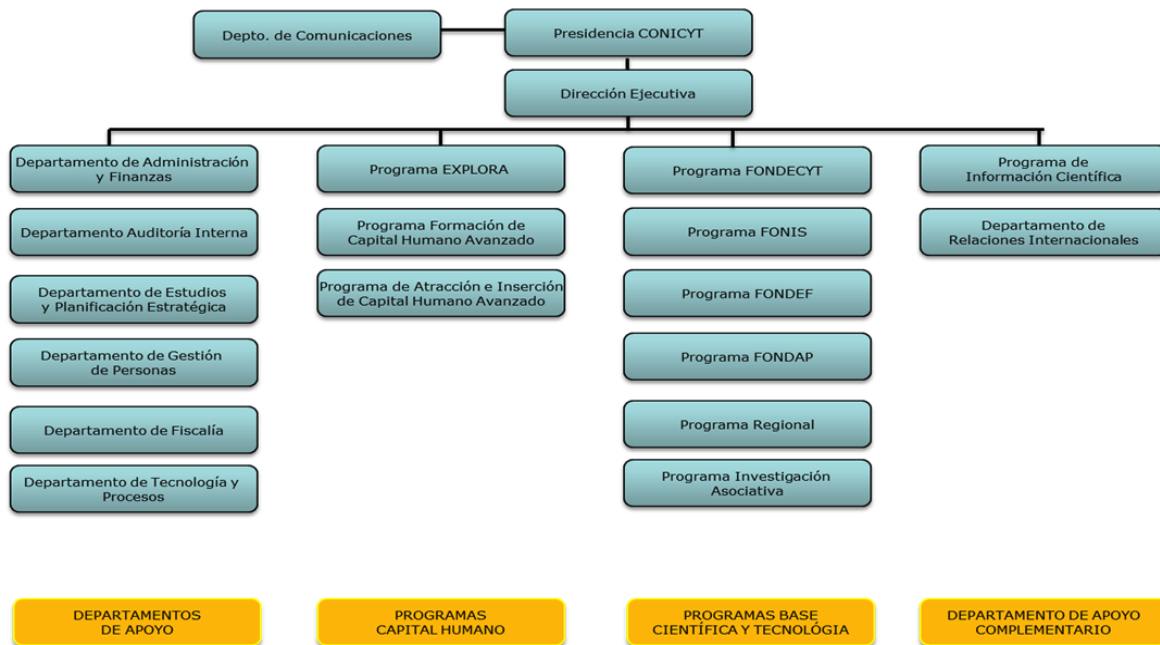 Depto. de Comunicaciones
Presidencia CONICYT
Dirección Ejecutiva
Departamento de Administración
y Finanzas
Departamento Auditoría Interna
Departamento de Estudios
y Planificación Estratégica
Departamento de Gestión
de Personas
Departamento de Fiscalía
Departamento de Tecnología y
Procesos
Programa EXPLORA
Programa Formación de
Capital Humano Avanzado
Programa de Atracción e Inserción
de Capital Humano Avanzado
Programa FONDECYT
Programa FONIS
Programa FONDEF
Programa FONDAP
Programa Regional
Programa Investigación
Asociativa
Programa de
Información Científica
Departamento de
Relaciones Internacionales
DEPARTAMENTOS
DE APOYO
PROGRAMAS
CAPITAL HUMANO
PROGRAMAS BASE
CIENTÍFICA Y TECNOLÓGIA
DEPARTAMENTO DE APOYO
COMPLEMENTARIO